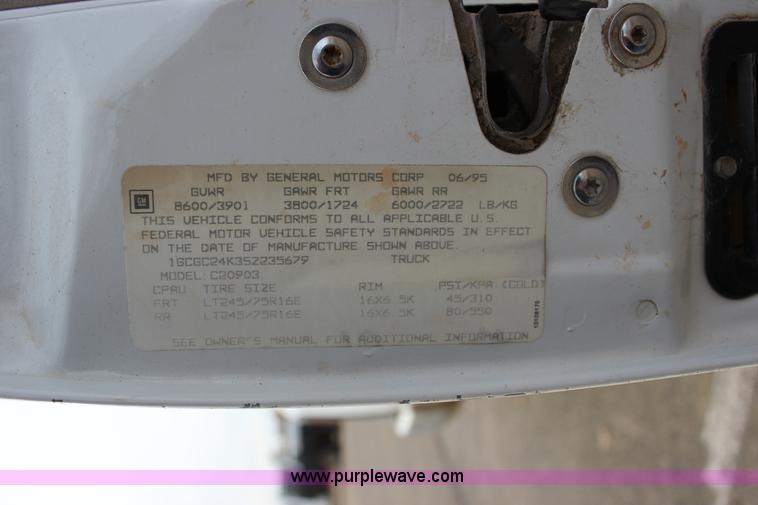 MFD BY GENERAL MOTORS CORP 06/95
GVWR GAWR FRT GAWR RR
GM 8600/3901 3800/1724 6000/2722 LB/KG
THIS VEHICLE CONFORMS TO ALL APPLICABLE U.S.
FEDERAL MOTOR VEHICLE SAFETY STANDARDS IN EFFECT
ON THE DATE OF MANUFACTURE SHOWN ABOVE.
1GCGC24K3S2235679 TRUCK
MODEL: C20903
CPAU TIRE SIZE RIM PSI/KPA (COLD)
FRT LT245/75R16E 16X6.5K 45/310
RR LT245/75R16E 16X6.5K 80/550
SEE OWNER'S MANUAL FOR ADDITIONAL INFORMATION
www.purplewave.com